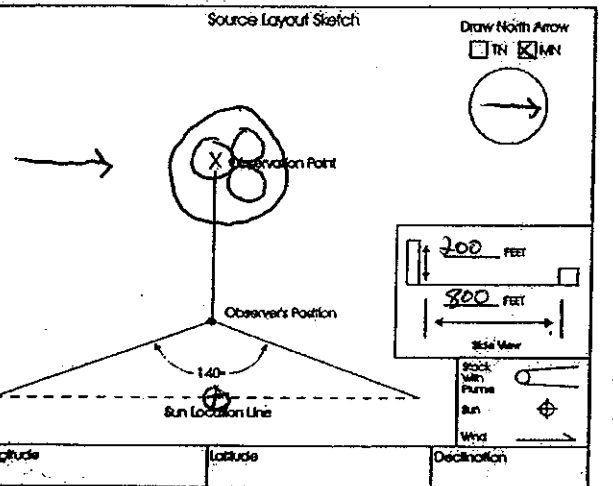 Source Layout Sketch
Draw North Arrow
TN X MN
X Observation Point
200 FEET
800 FEET
Side View
Observer's Position
140
Sun Location Line
Stack
With
Plume
Sun
Wind
gitude Latitude Declination